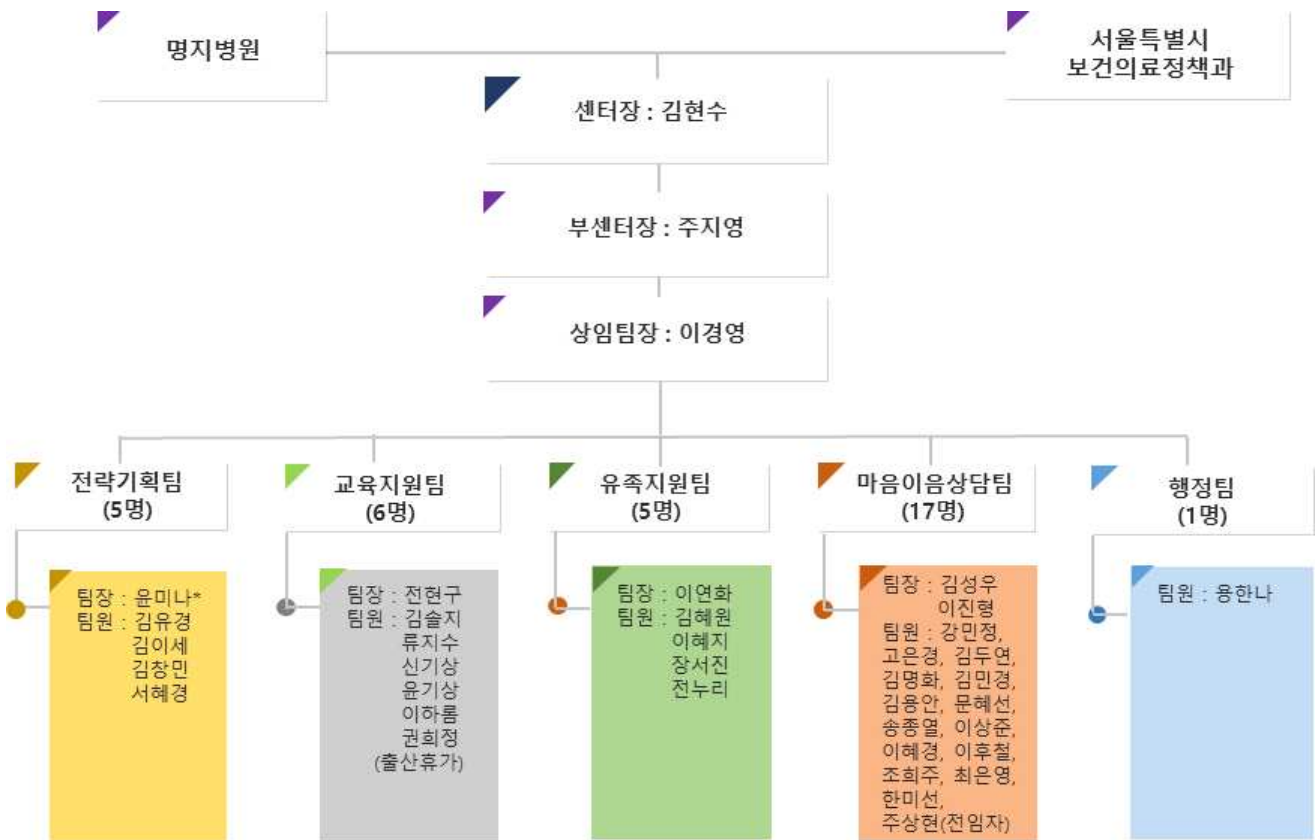 명지병원
서울특별시
보건의료정책과
센터장 : 김현수
부센터장 : 주지영
상임팀장 : 이경영
전략기획팀
(5명)
교육지원팀
(6명)
유족지원팀
(5명)
마음이음상담팀
(17명)
행정팀
(1명)
팀장 : 윤미나*
팀원 : 김유경
김이세
김창민
서혜경
팀장 : 전현구
팀원 : 김솔지
류지수
신기상
윤기상
이하롬
권희정
(출산휴가)
팀장 : 이연화
팀원 : 김혜원
이혜지
장서진
전누리
팀장 : 김성우
이진형
팀원 : 강민정,
고은경, 김두연,
김명화, 김민경,
김용안, 문혜선,
송종열, 이상준,
이혜경, 이후철,
조희주, 최은영,
한미선,
주상현(전임자)
팀원 : 용한나